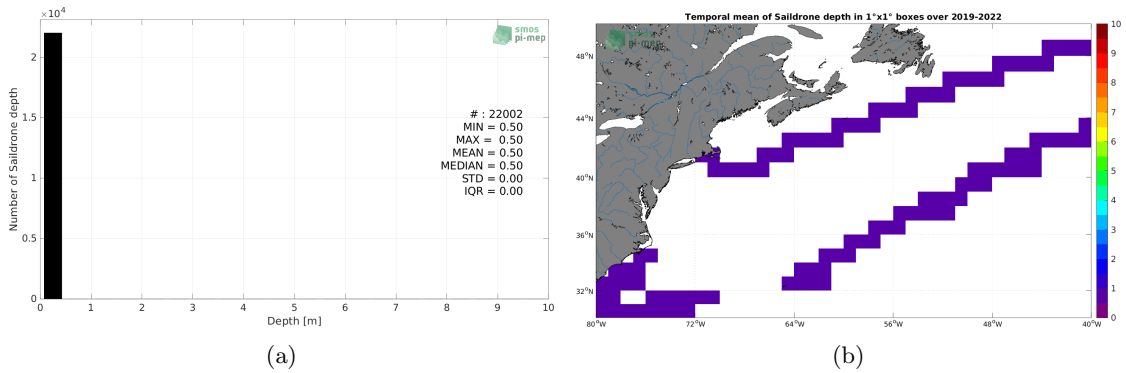 ×10⁴
2
1.5
1
0.5
0
0
1
2
3
4
5
6
7
8
9
10
Number of Saildrone depth
Depth [m]
smos
pi-mep
# : 22002
MIN = 0.50
MAX = 0.50
MEAN = 0.50
MEDIAN = 0.50
STD = 0.00
IQR = 0.00
(a)
Temporal mean of Saildrone depth in 1°x1° boxes over 2019-2022
smos
pi-mep
48°N
44°N
40°N
36°N
32°N
80°W
72°W
64°W
56°W
48°W
40°W
10
9
8
7
6
5
4
3
2
1
0
(b)